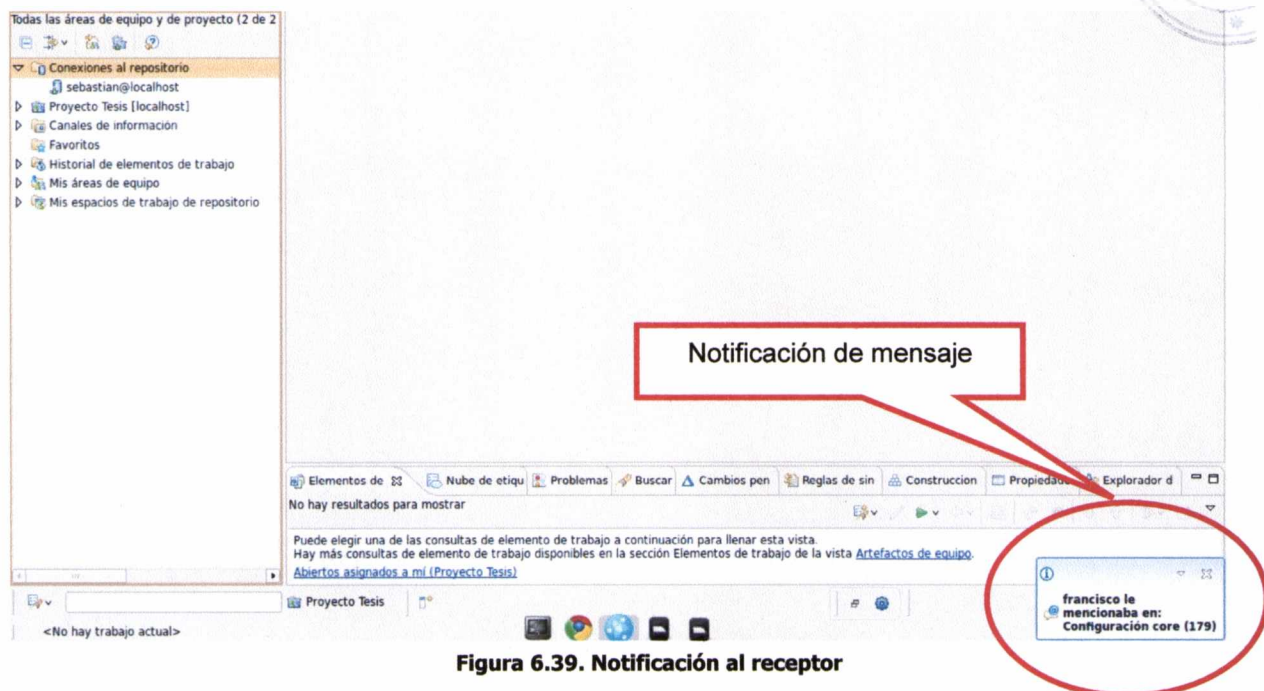 Todas las áreas de equipo y de proyecto (2 de 2
Conexiones al repositorio
sebastian@localhost
Proyecto Tesis [localhost]
Canales de información
Favoritos
Historial de elementos de trabajo
Mis áreas de equipo
Mis espacios de trabajo de repositorio
Notificación de mensaje
Elementos de
Nube de etiqu
Problemas
Buscar
Cambios pen
Reglas de sin
Construccion
Propiedade
Explorador d
No hay resultados para mostrar
Puede elegir una de las consultas de elemento de trabajo a continuación para llenar esta vista.
Hay más consultas de elemento de trabajo disponibles en la sección Elementos de trabajo de la vista Artefactos de equipo.
Abiertos asignados a mí (Proyecto Tesis)
Proyecto Tesis
<No hay trabajo actual>
francisco le
mencionaba en:
Configuración core (179)
Figura 6.39. Notificación al receptor